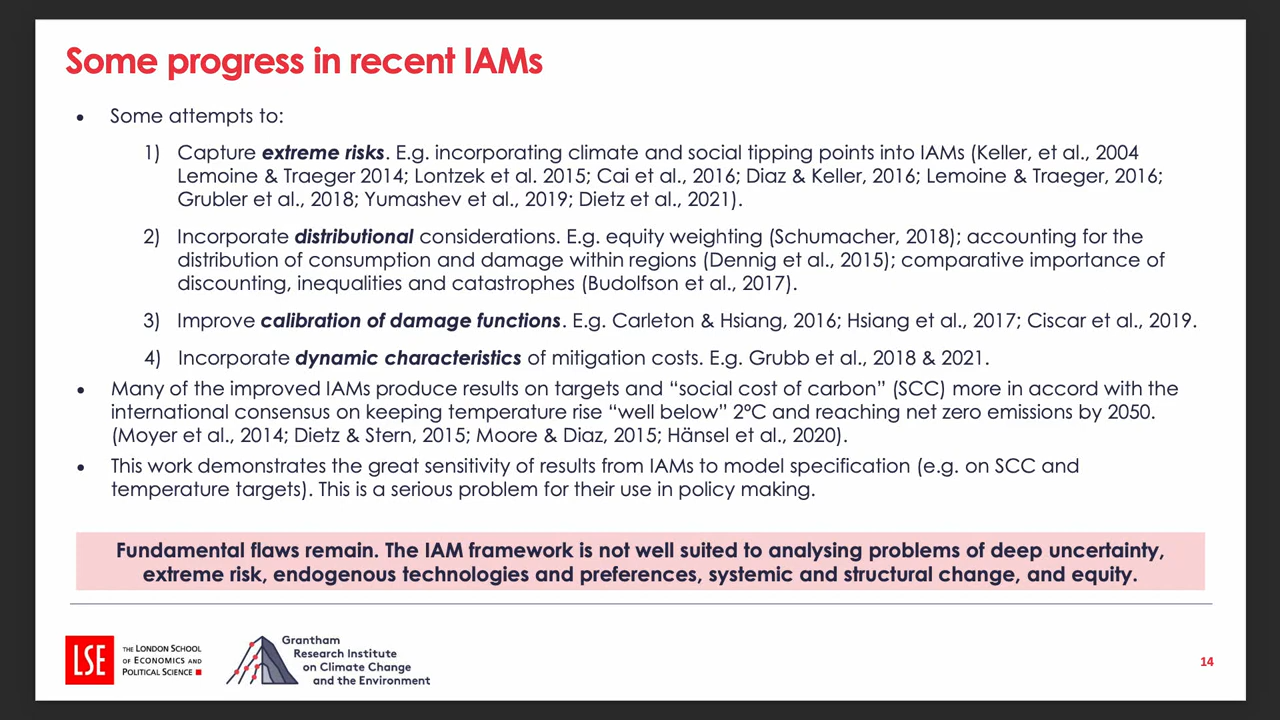 Some progress in recent IAMs
• Some attempts to:
1) Capture extreme risks. E.g. incorporating climate and social tipping points into IAMs (Keller, et al., 2004
Lemoine & Traeger 2014; Lontzek et al. 2015; Cai et al., 2016; Diaz & Keller, 2016; Lemoine & Traeger, 2016;
Grubler et al., 2018; Yumashev et al., 2019; Dietz et al., 2021).
2) Incorporate distributional considerations. E.g. equity weighting (Schumacher, 2018); accounting for the
distribution of consumption and damage within regions (Dennig et al., 2015); comparative importance of
discounting, inequalities and catastrophes (Budolfson et al., 2017).
3) Improve calibration of damage functions. E.g. Carleton & Hsiang, 2016; Hsiang et al., 2017; Ciscar et al., 2019.
4) Incorporate dynamic characteristics of mitigation costs. E.g. Grubb et al., 2018 & 2021.
• Many of the improved IAMs produce results on targets and “social cost of carbon” (SCC) more in accord with the
international consensus on keeping temperature rise “well below” 2ºC and reaching net zero emissions by 2050.
(Moyer et al., 2014; Dietz & Stern, 2015; Moore & Diaz, 2015; Hänsel et al., 2020).
• This work demonstrates the great sensitivity of results from IAMs to model specification (e.g. on SCC and
temperature targets). This is a serious problem for their use in policy making.
Fundamental flaws remain. The IAM framework is not well suited to analysing problems of deep uncertainty,
extreme risk, endogenous technologies and preferences, systemic and structural change, and equity.
LSE
THE LONDON SCHOOL
OF ECONOMICS AND
POLITICAL SCIENCE
Grantham
Research Institute
on Climate Change
and the Environment
14